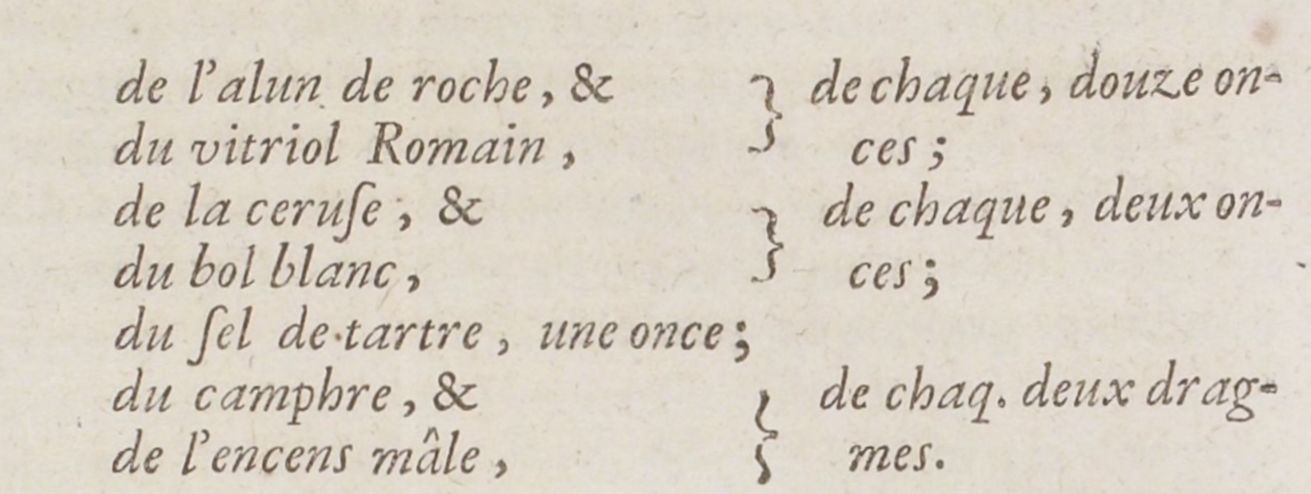 de l'alun de roche, & } de chaque, douze on-
du vitriol Romain, } ces;
de la ceruſe, & } de chaque, deux on-
du bol blanc, } ces;
du ſel de tartre, une once;
du camphre, & } de chaq. deux drag-
de l'encens mâle, } mes.